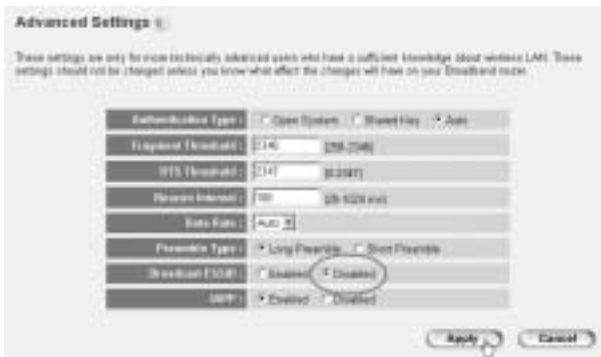 Advanced Settings
These settings are only for more technically advanced users who have a sufficient knowledge about wireless LAN. These
settings should not be changed unless you know what effect the changes will have on your Broadband router.
Authentication Type : Open System Shared Key Auto
Fragment Threshold : 2346 (256-2346)
RTS Threshold : 2347 (0-2347)
Beacon Interval : 100 (20-1024 ms)
Data Rate : Auto
Preamble Type : Long Preamble Short Preamble
Broadcast ESSID : Enabled Disabled
IAPP : Enabled Disabled
Apply Cancel